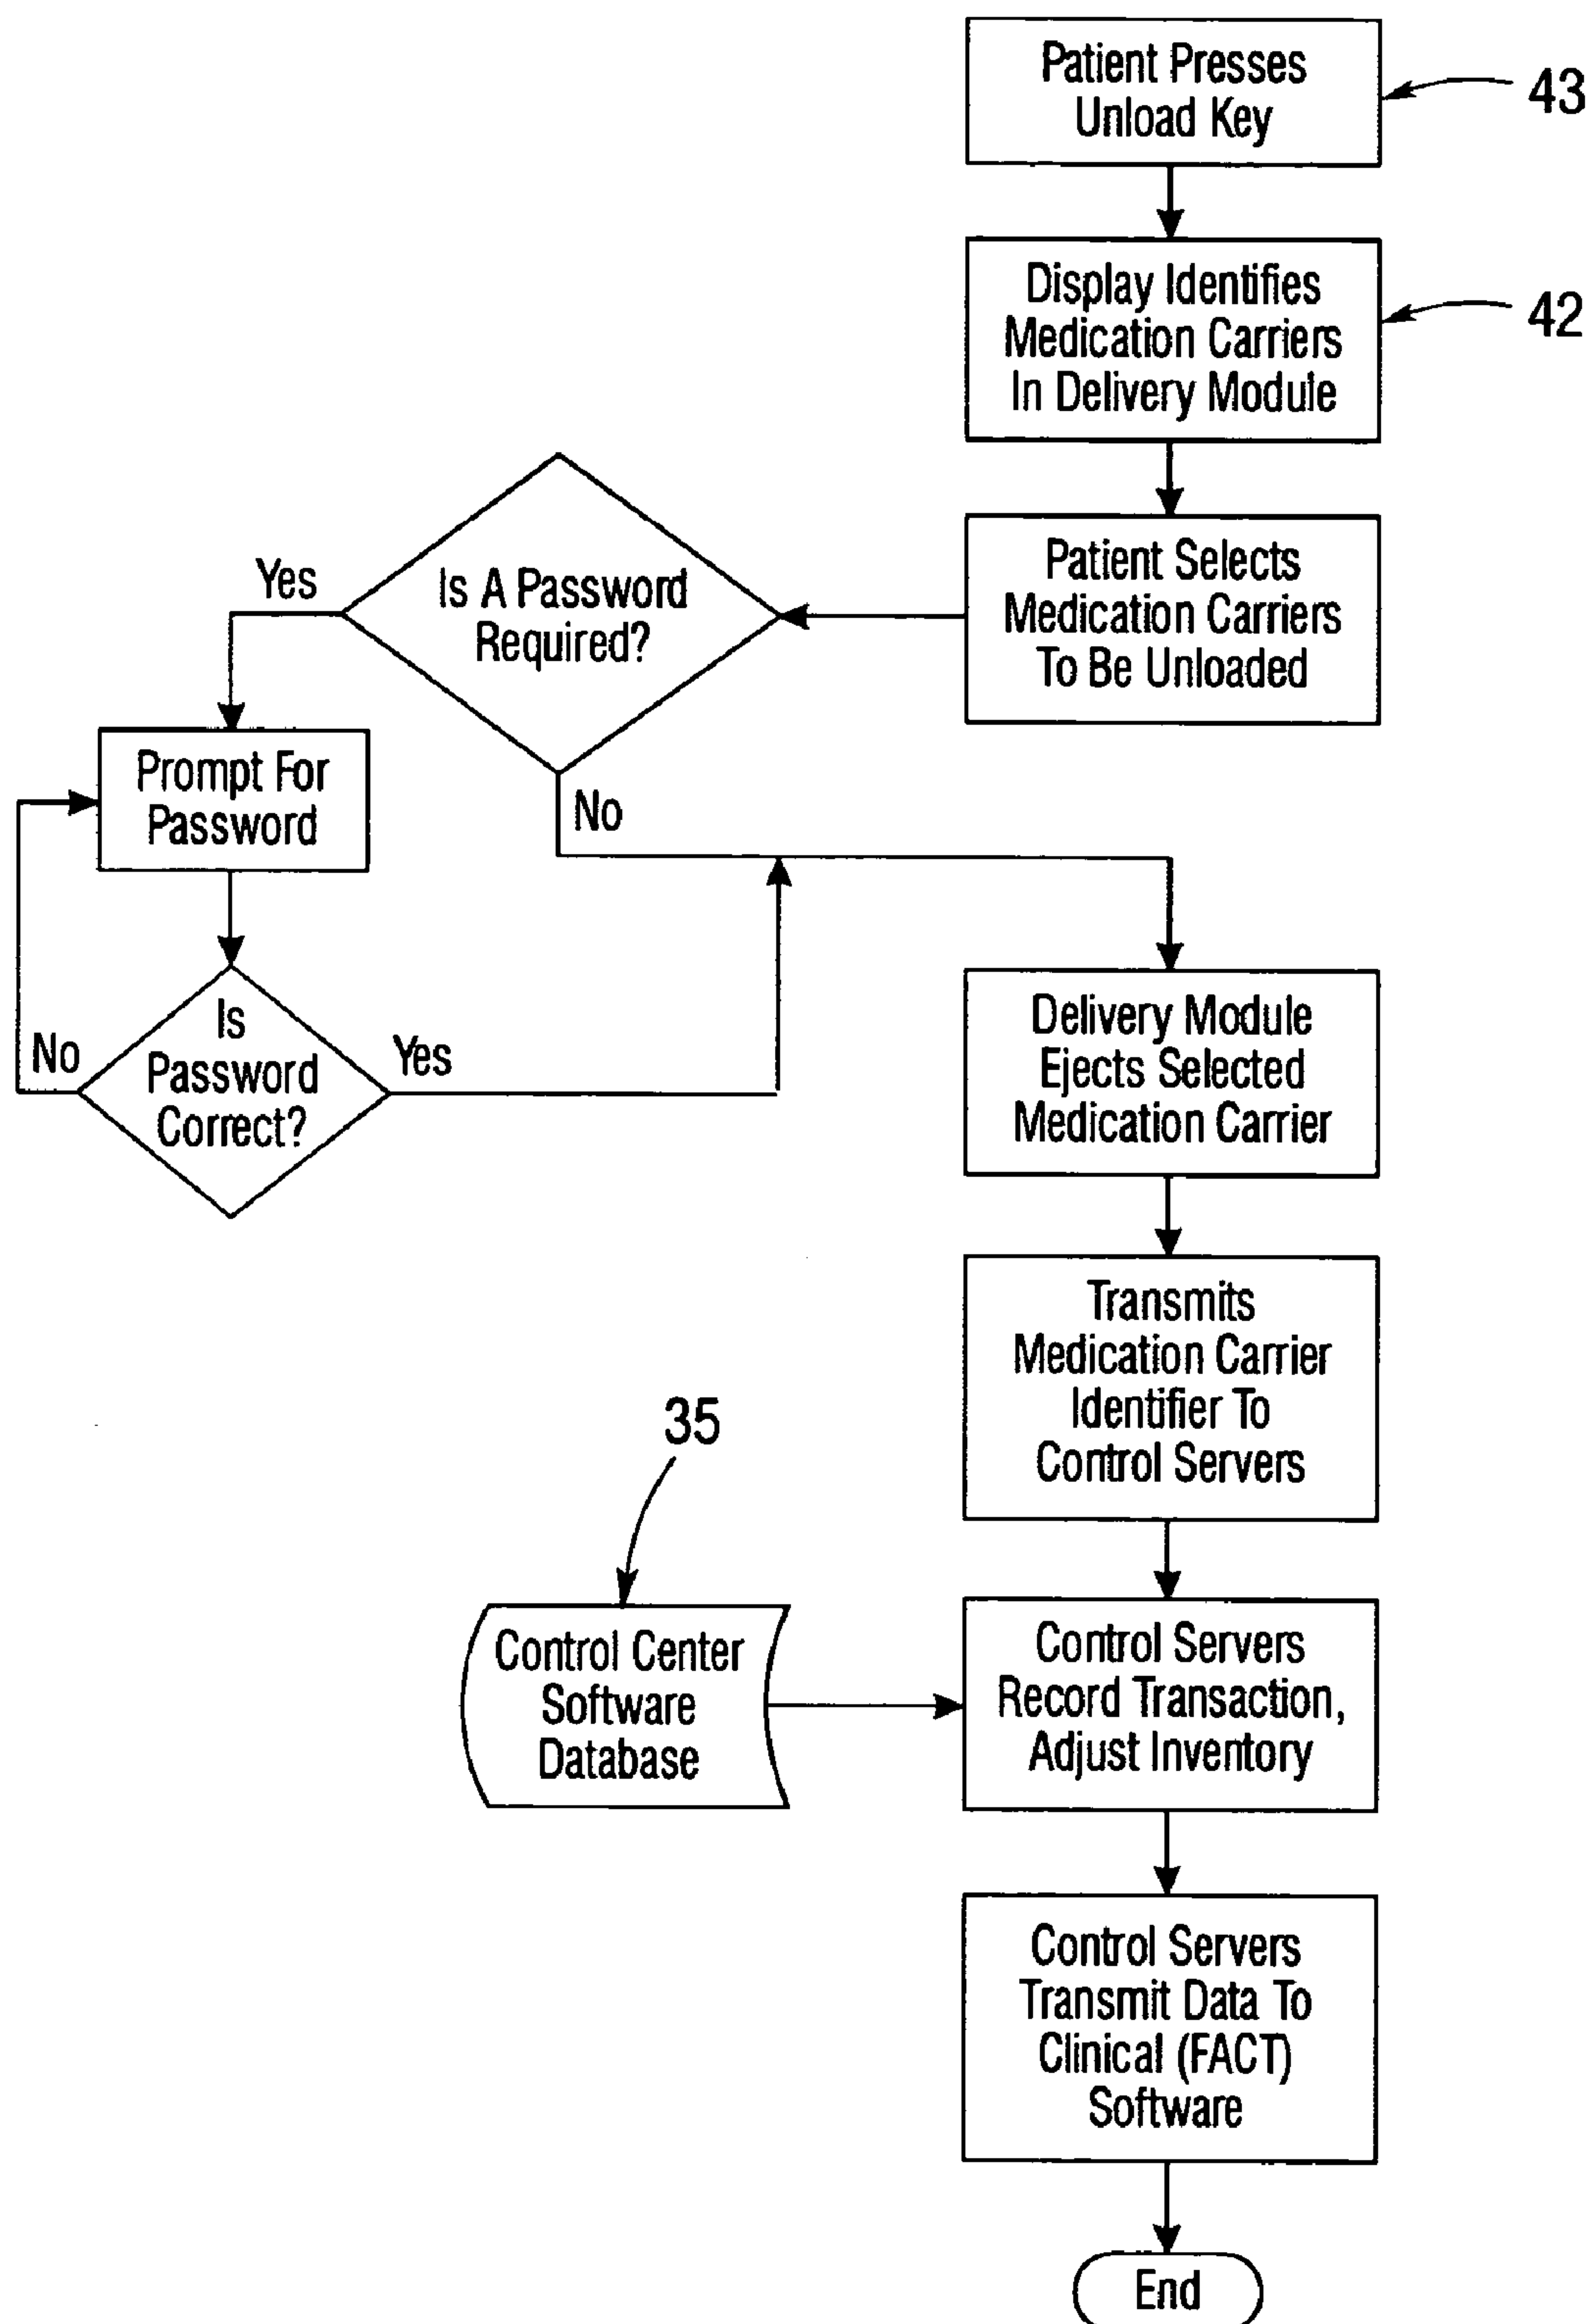 Patient Presses
Unload Key
43
Display Identifies
Medication Carriers
In Delivery Module
42
Patient Selects
Medication Carriers
To Be Unloaded
Is A Password
Required?
Yes
No
Prompt For
Password
Is
Password
Correct?
No
Yes
Delivery Module
Ejects Selected
Medication Carrier
Transmits
Medication Carrier
Identifier To
Control Servers
35
Control Center
Software
Database
Control Servers
Record Transaction,
Adjust Inventory
Control Servers
Transmit Data To
Clinical (FACT)
Software
End